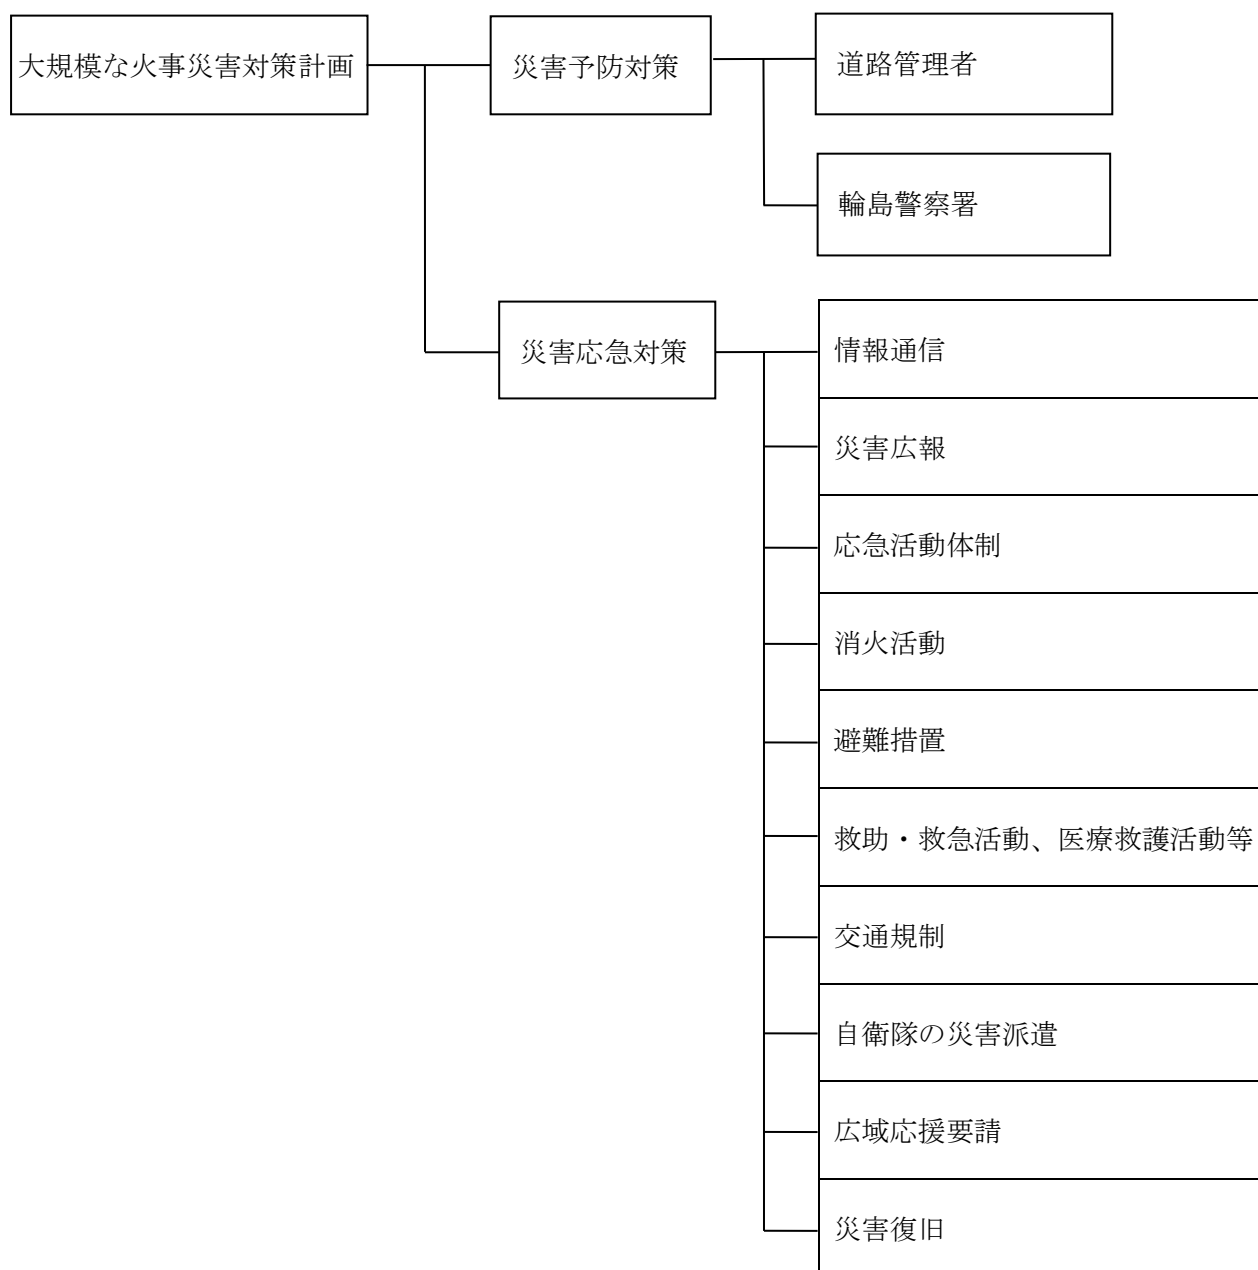 大規模な火事災害対策計画
災害予防対策
道路管理者
輪島警察署
災害応急対策
情報通信
災害広報
応急活動体制
消火活動
避難措置
救助・救急活動、医療救護活動等
交通規制
自衛隊の災害派遣
広域応援要請
災害復旧